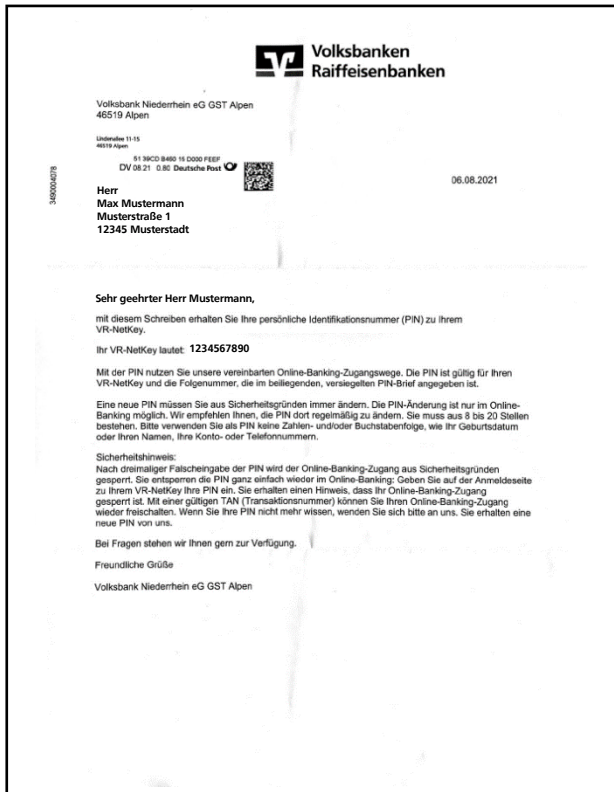 Volksbanken
Raiffeisenbanken
Volksbank Niederrhein eG GST Alpen
46519 Alpen
Lindenallee 11-15
46519 Alpen
51 39CD B480 15 D000 FEEF
DV 08.21 0.80 Deutsche Post
3490004078
06.08.2021
Herr
Max Mustermann
Musterstraße 1
12345 Musterstadt
Sehr geehrter Herr Mustermann,
mit diesem Schreiben erhalten Sie Ihre persönliche Identifikationsnummer (PIN) zu Ihrem
VR-NetKey.
Ihr VR-NetKey lautet: 1234567890
Mit der PIN nutzen Sie unsere vereinbarten Online-Banking-Zugangswege. Die PIN ist gültig für Ihren
VR-NetKey und die Folgenummer, die im beiliegenden, versiegelten PIN-Brief angegeben ist.
Eine neue PIN müssen Sie aus Sicherheitsgründen immer ändern. Die PIN-Änderung ist nur im Online-
Banking möglich. Wir empfehlen Ihnen, die PIN dort regelmäßig zu ändern. Sie muss aus 8 bis 20 Stellen
bestehen. Bitte verwenden Sie als PIN keine Zahlen- und/oder Buchstabenfolge, wie Ihr Geburtsdatum
oder Ihren Namen, Ihre Konto- oder Telefonnummern.
Sicherheitshinweis:
Nach dreimaliger Falscheingabe der PIN wird der Online-Banking-Zugang aus Sicherheitsgründen
gesperrt. Sie entsperren die PIN ganz einfach wieder im Online-Banking: Geben Sie auf der Anmeldeseite
zu Ihrem VR-NetKey Ihre PIN ein. Sie erhalten einen Hinweis, dass Ihr Online-Banking-Zugang
gesperrt ist. Mit einer gültigen TAN (Transaktionsnummer) können Sie Ihren Online-Banking-Zugang
wieder freischalten. Wenn Sie Ihre PIN nicht mehr wissen, wenden Sie sich bitte an uns. Sie erhalten eine
neue PIN von uns.
Bei Fragen stehen wir Ihnen gern zur Verfügung.
Freundliche Grüße
Volksbank Niederrhein eG GST Alpen